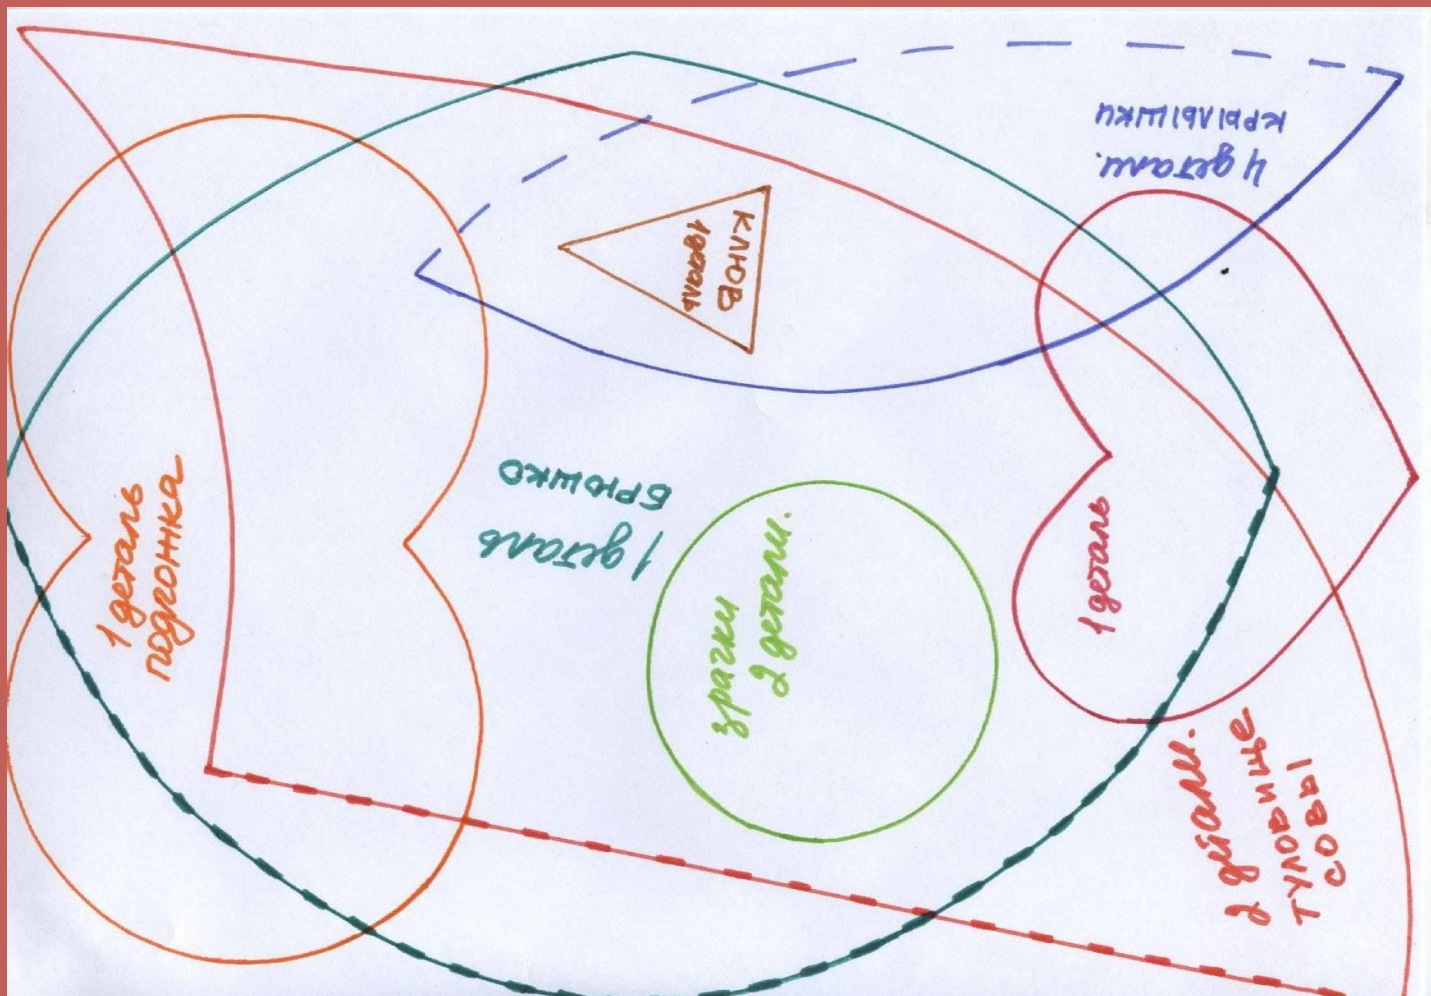 КРЫЛЫШКИ
4 детали.
КЛЮВ
1 деталь
БРЮШКО
1 деталь
1 деталь
подгонка
зрачки
2 детали.
1 деталь
2 детали.
ТУЛОВИЩЕ
СОВЫ